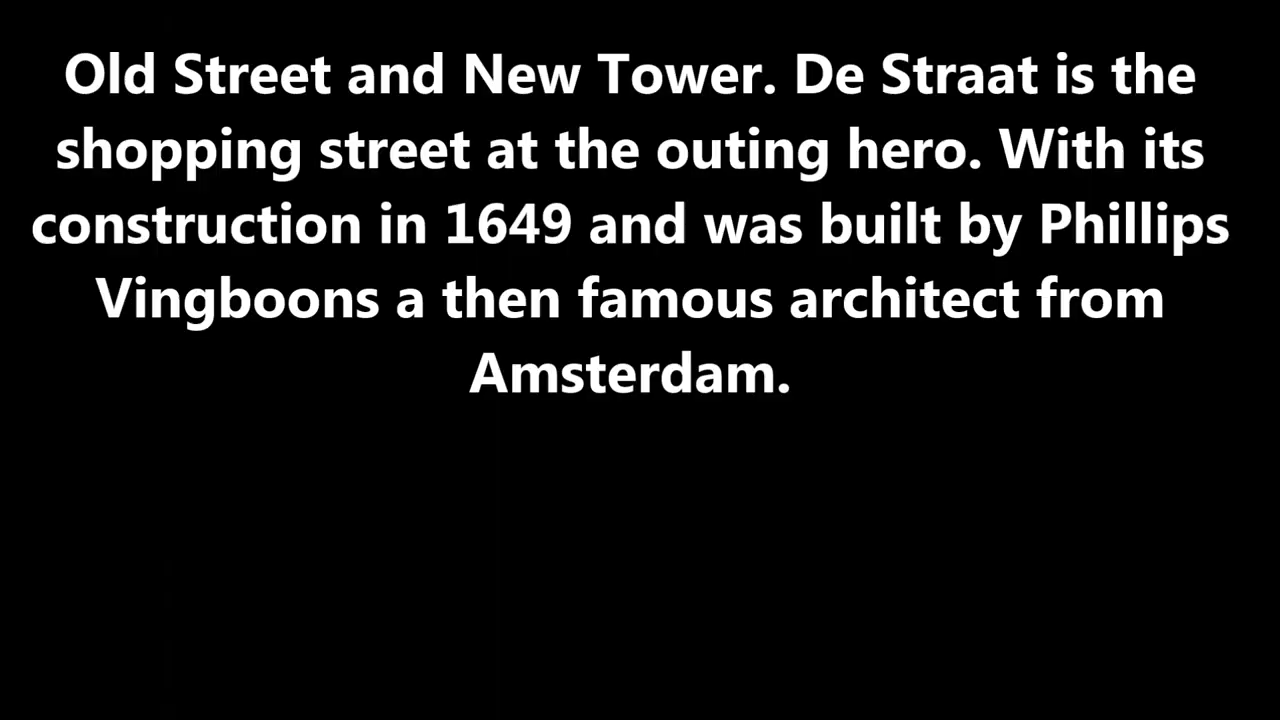 Old Street and New Tower. De Straat is the
shopping street at the outing hero. With its
construction in 1649 and was built by Phillips
Vingboons a then famous architect from
Amsterdam.